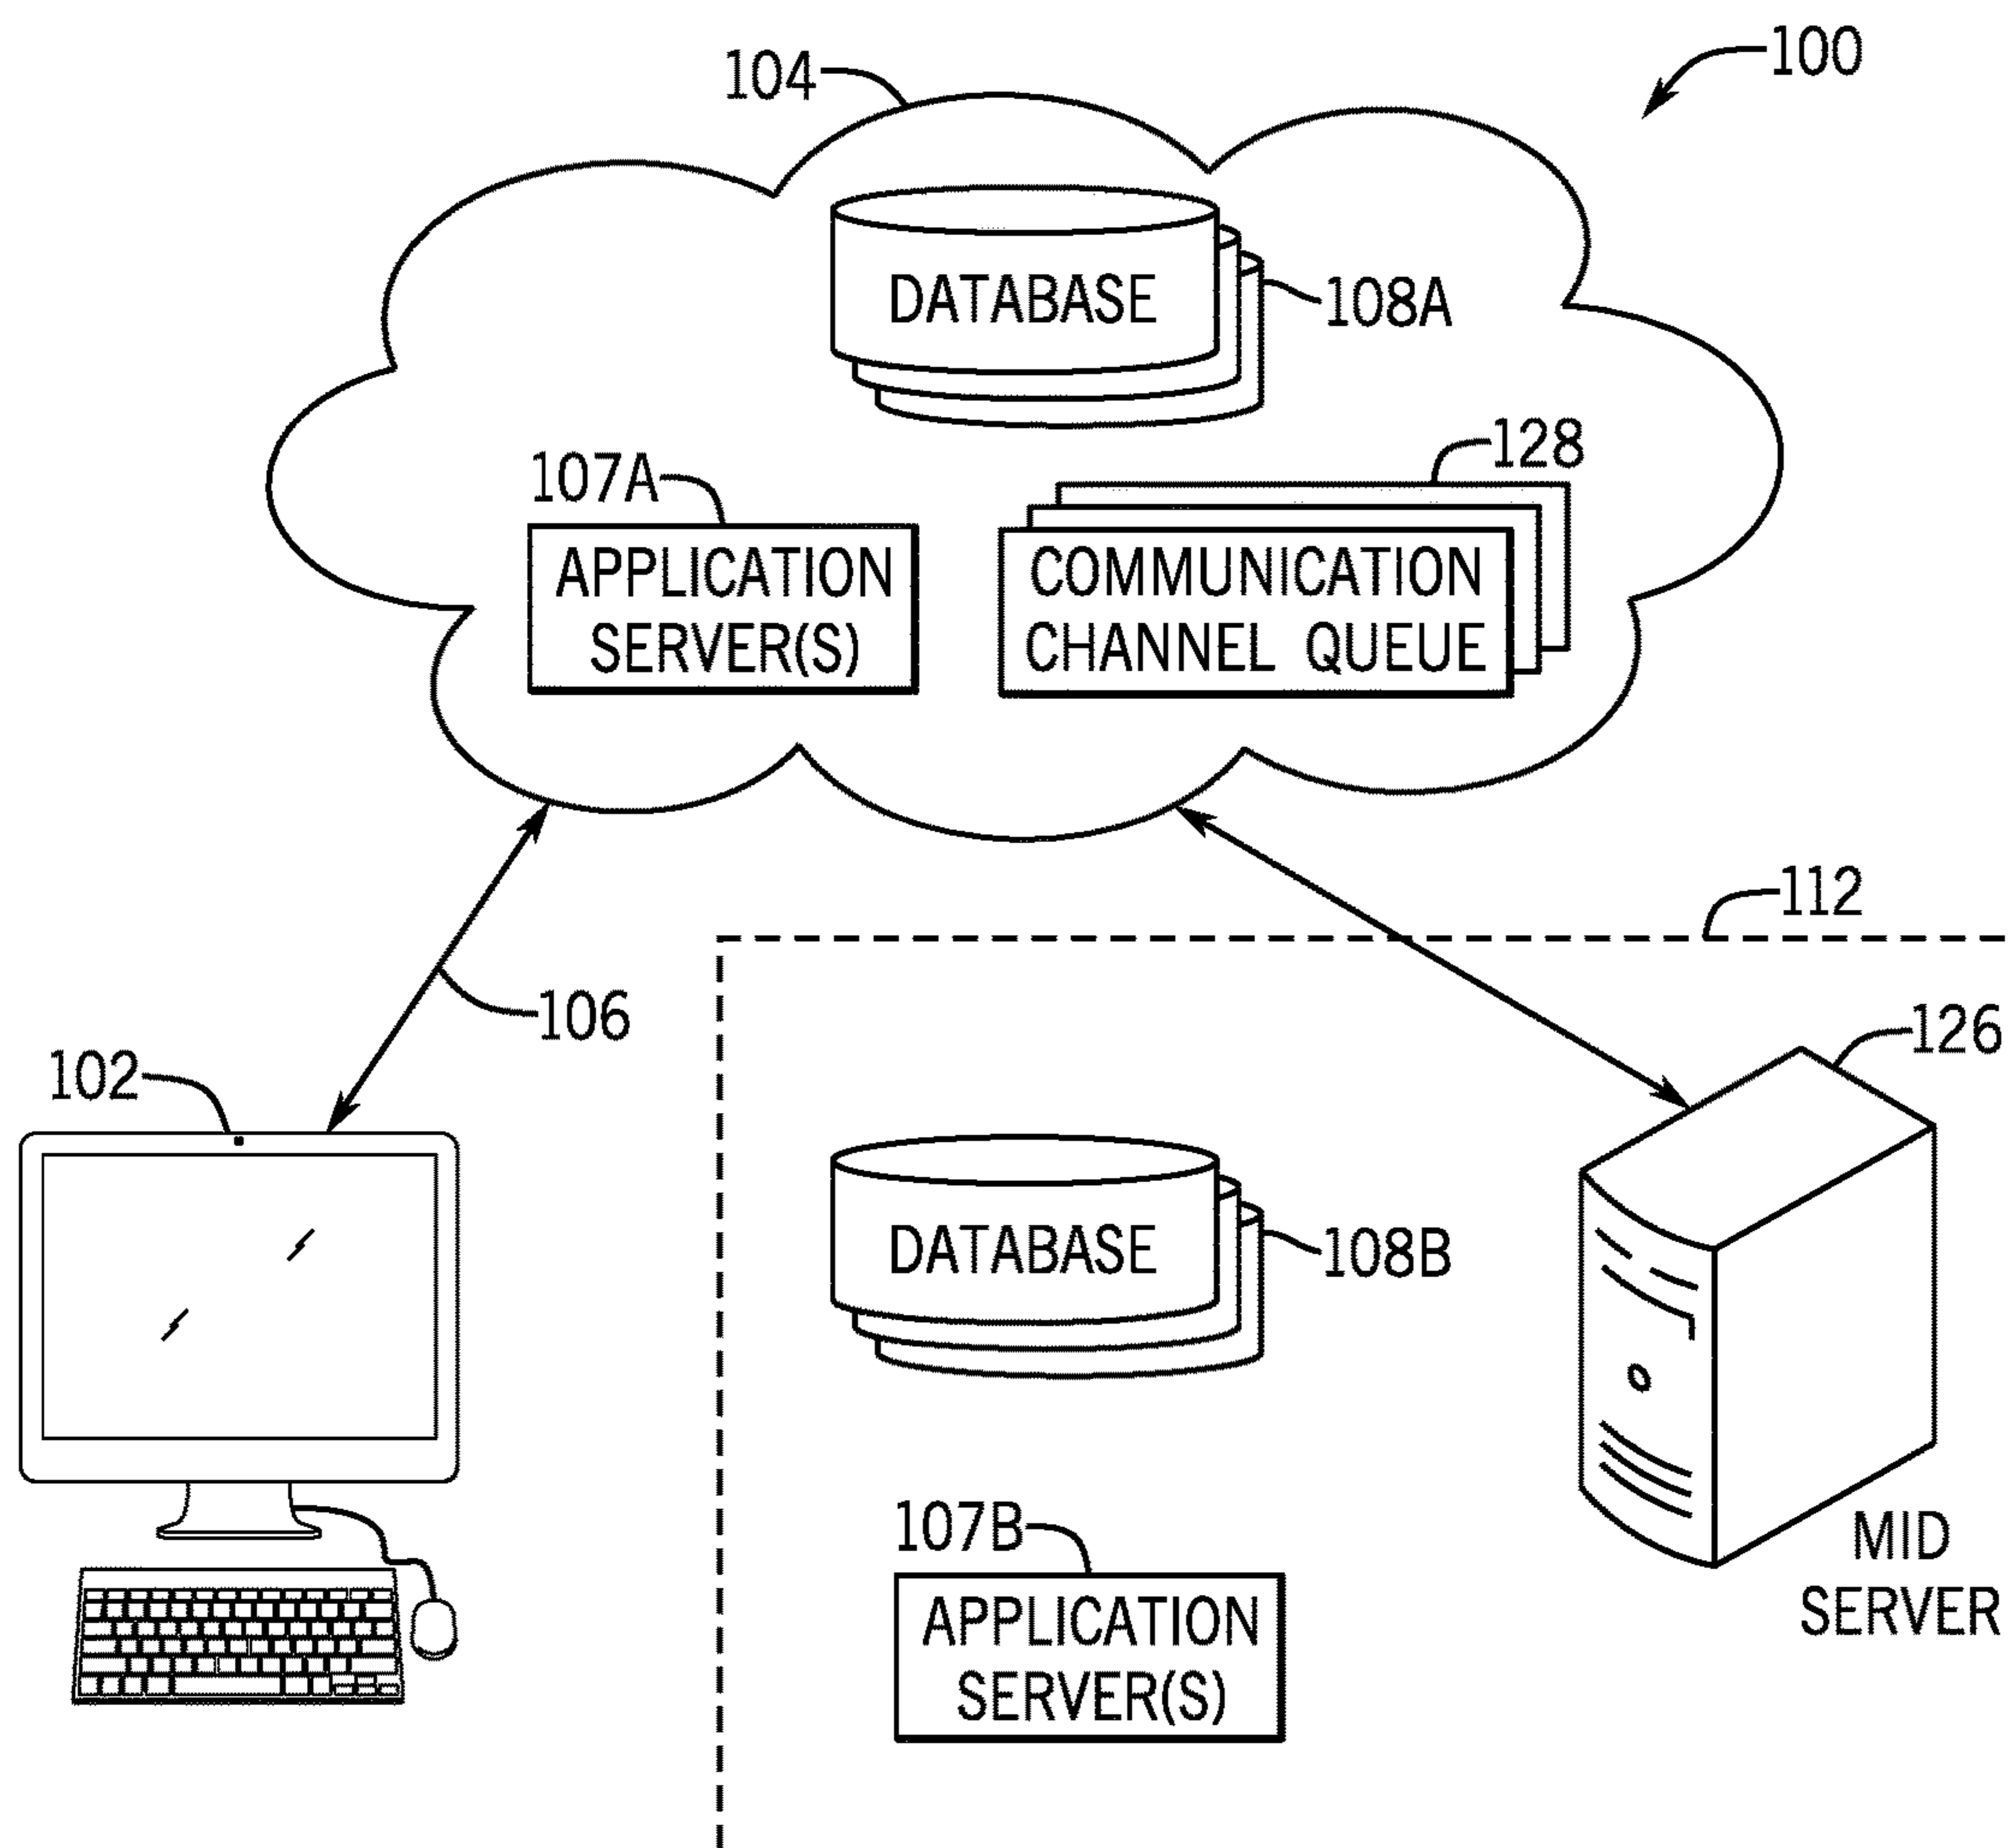 100
104
DATABASE
108A
128
107A
APPLICATION
SERVER(S)
COMMUNICATION
CHANNEL QUEUE
112
106
126
102
DATABASE
108B
107B
APPLICATION
SERVER(S)
MID
SERVER